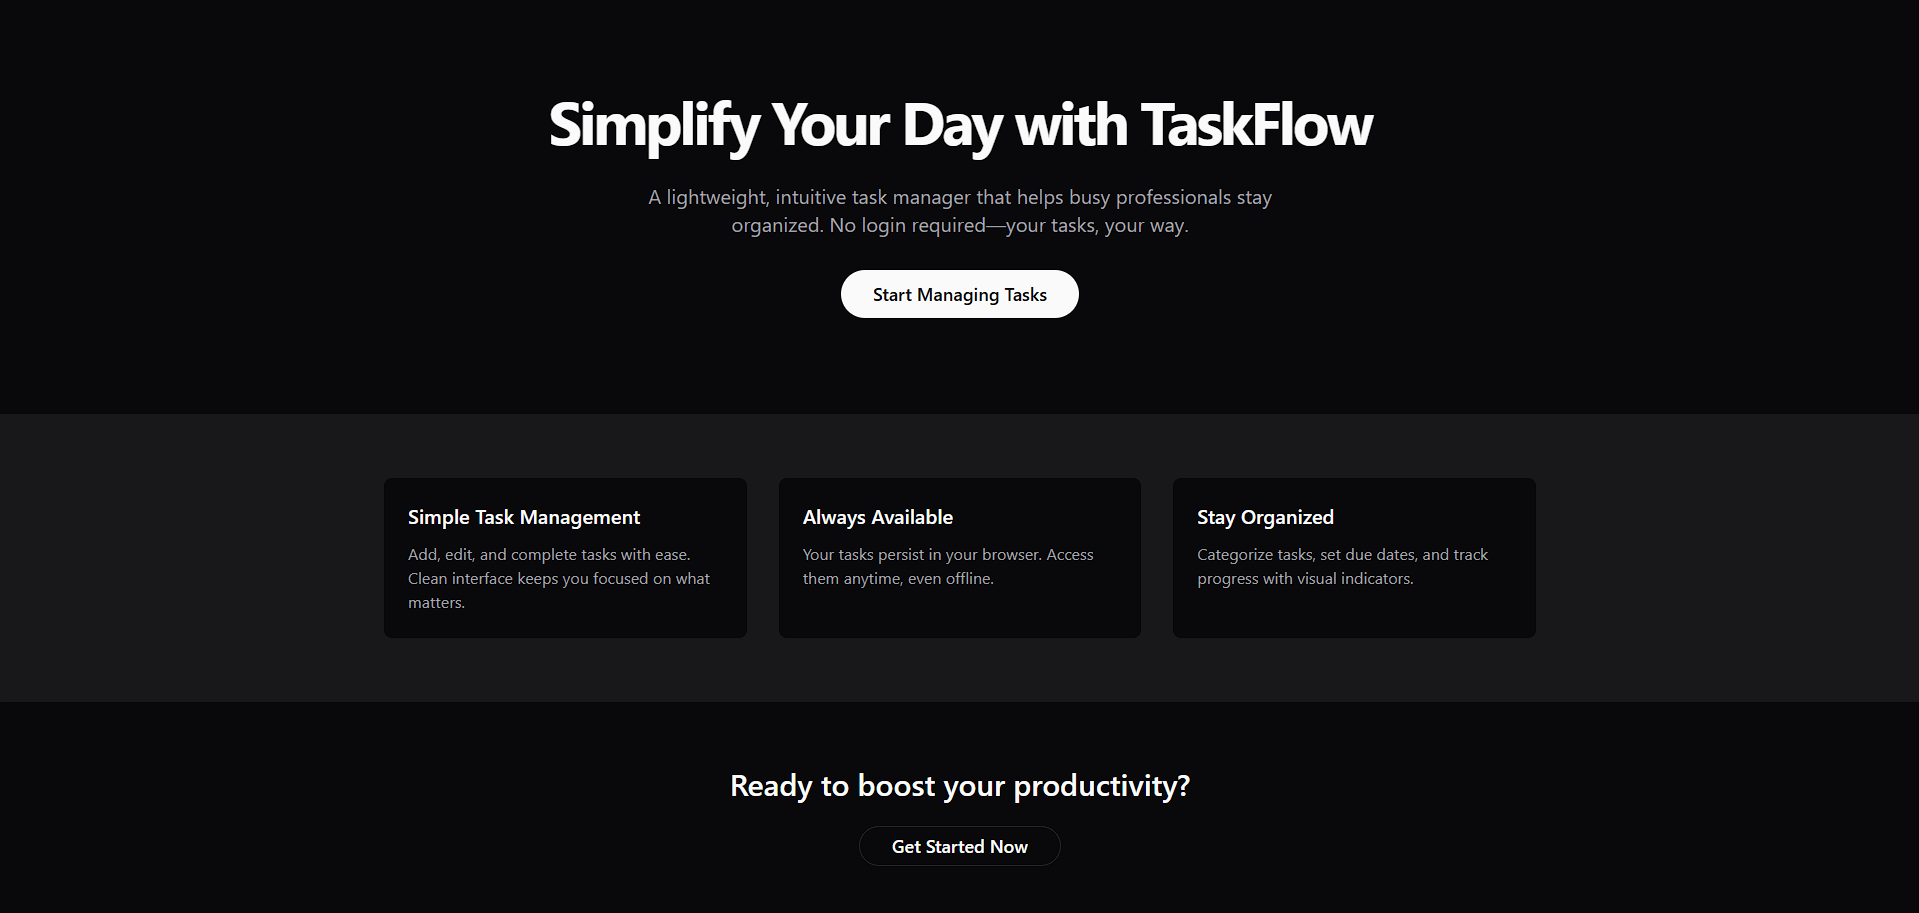 Simplify Your Day with TaskFlow
A lightweight, intuitive task manager that helps busy professionals stay
organized. No login required—your tasks, your way.
Start Managing Tasks
Simple Task Management
Add, edit, and complete tasks with ease.
Clean interface keeps you focused on what
matters.
Always Available
Your tasks persist in your browser. Access
them anytime, even offline.
Stay Organized
Categorize tasks, set due dates, and track
progress with visual indicators.
Ready to boost your productivity?
Get Started Now